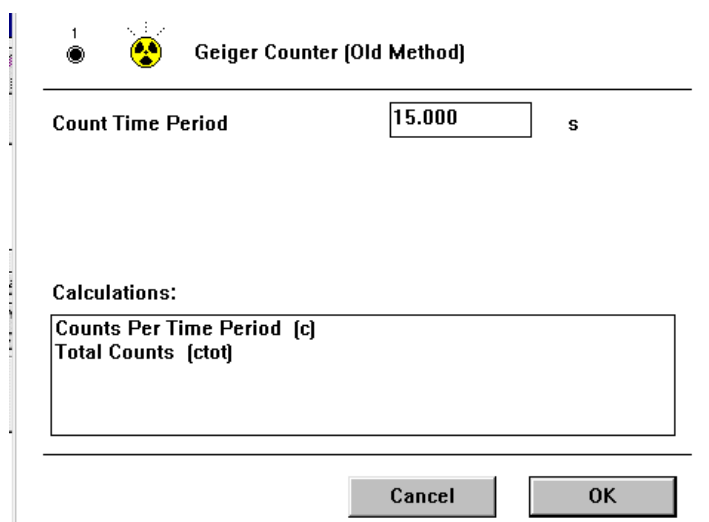 1
Geiger Counter (Old Method)
Count Time Period 15.000 s
Calculations:
Counts Per Time Period (c)
Total Counts (ctot)
Cancel OK